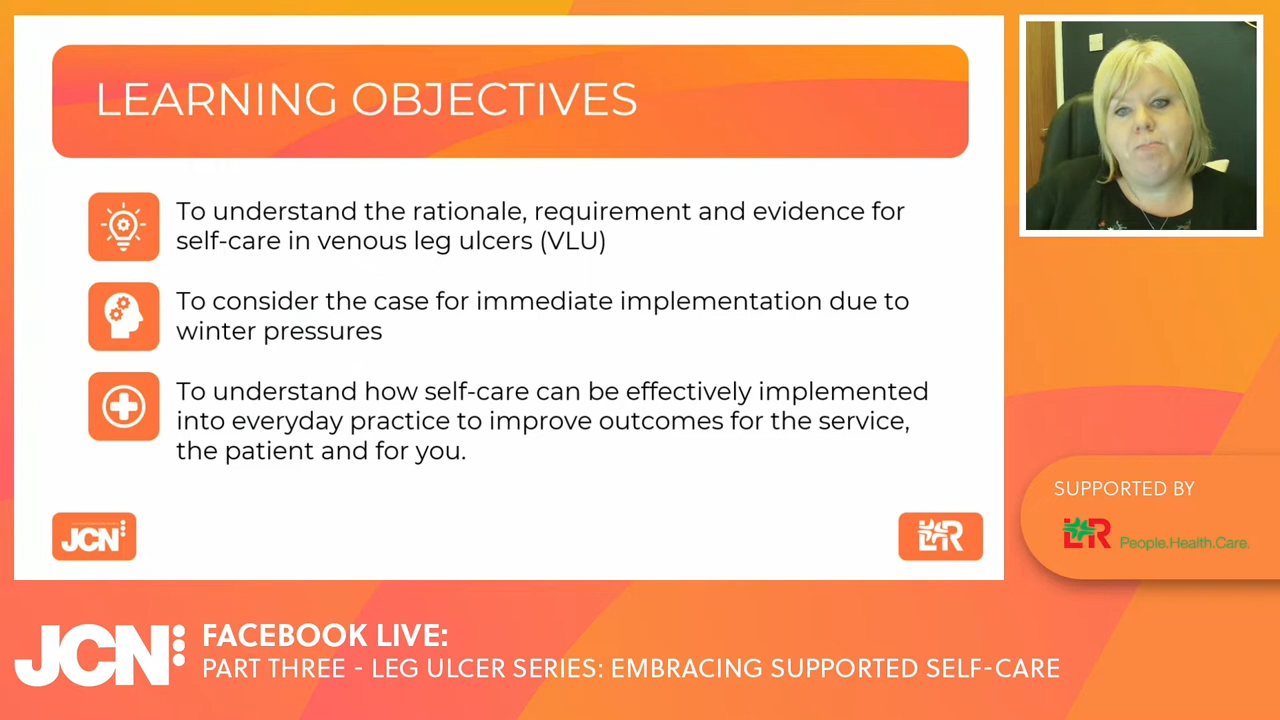 LEARNING OBJECTIVES
To understand the rationale, requirement and evidence for
self-care in venous leg ulcers (VLU)
To consider the case for immediate implementation due to
winter pressures
To understand how self-care can be effectively implemented
into everyday practice to improve outcomes for the service,
the patient and for you.
JCN
L&R
SUPPORTED BY
L&R
People.Health.Care.
JCN
FACEBOOK LIVE:
PART THREE - LEG ULCER SERIES: EMBRACING SUPPORTED SELF-CARE